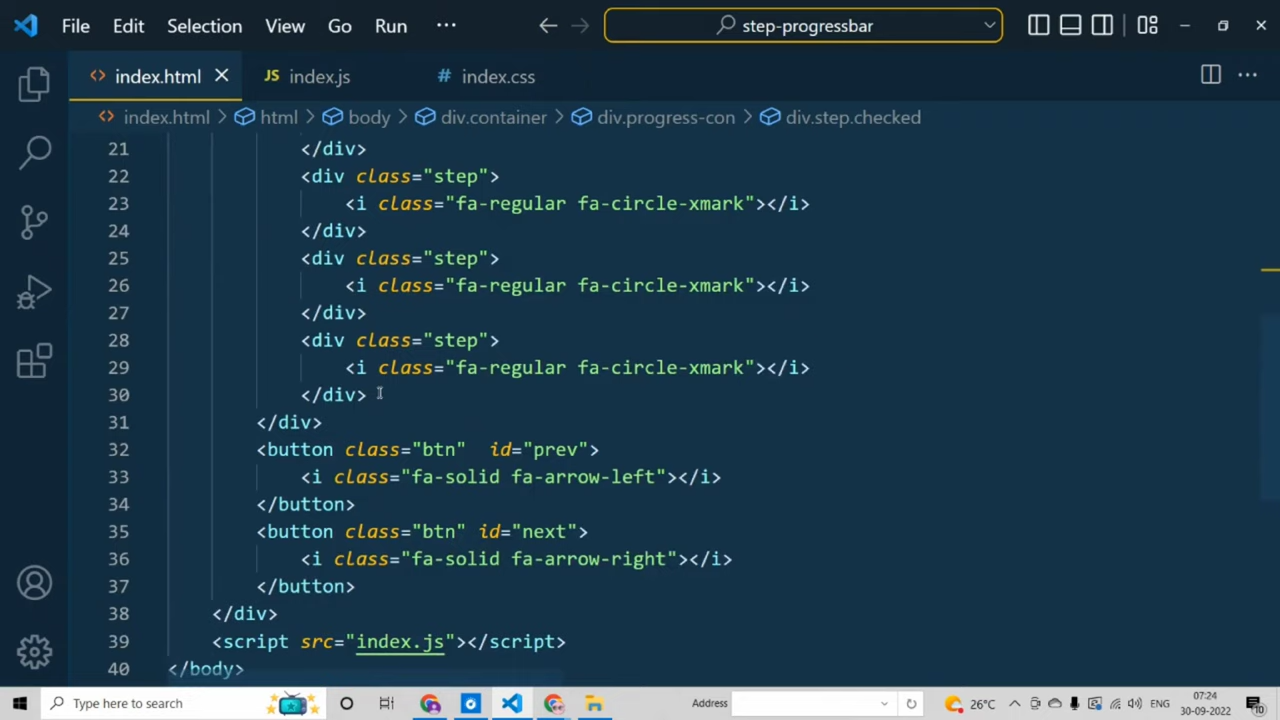 File Edit Selection View Go Run ··· step-progressbar
index.html JS index.js # index.css
index.html > html > body > div.container > div.progress-con > div.step.checked
21 </div>
22 <div class="step">
23 <i class="fa-regular fa-circle-xmark"></i>
24 </div>
25 <div class="step">
26 <i class="fa-regular fa-circle-xmark"></i>
27 </div>
28 <div class="step">
29 <i class="fa-regular fa-circle-xmark"></i>
30 </div>
31 </div>
32 <button class="btn"  id="prev">
33 <i class="fa-solid fa-arrow-left"></i>
34 </button>
35 <button class="btn" id="next">
36 <i class="fa-solid fa-arrow-right"></i>
37 </button>
38 </div>
39 <script src="index.js"></script>
40 </body>
Type here to search Address 26°C ENG 07:24
30-09-2022 10